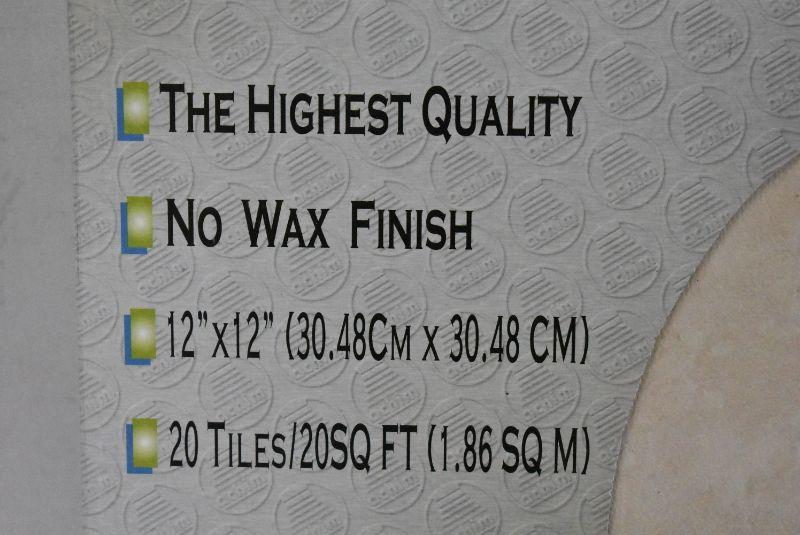 THE HIGHEST QUALITY
NO WAX FINISH
12"X12" (30.48CM X 30.48 CM)
20 TILES/20SQ FT (1.86 SQ M)